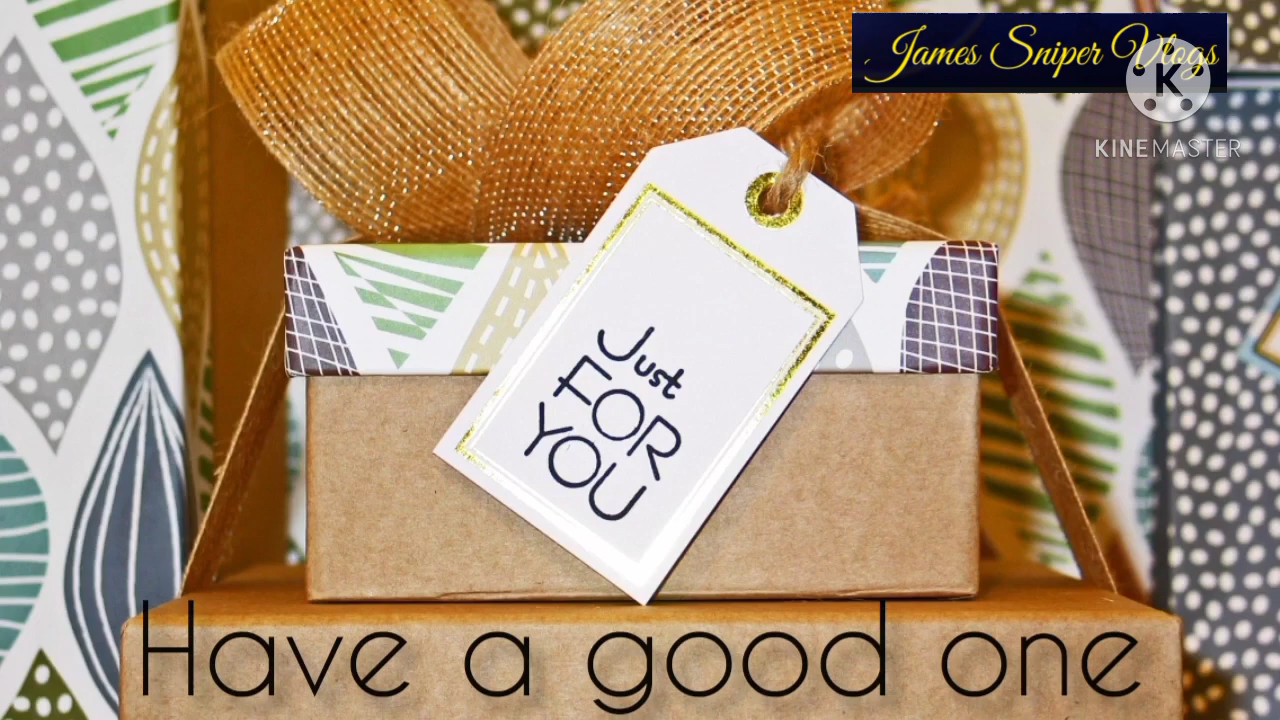 James Sniper Vlogs
K
KINEMASTER
Just
FOR
YOU
Have a good one